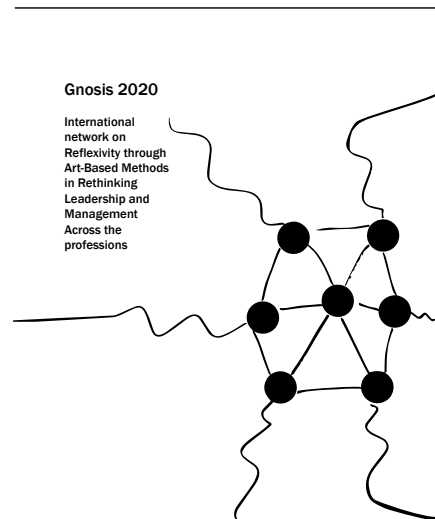 Gnosis 2020
International
network on
Reflexivity through
Art-Based Methods
in Rethinking
Leadership and
Management
Across the
professions